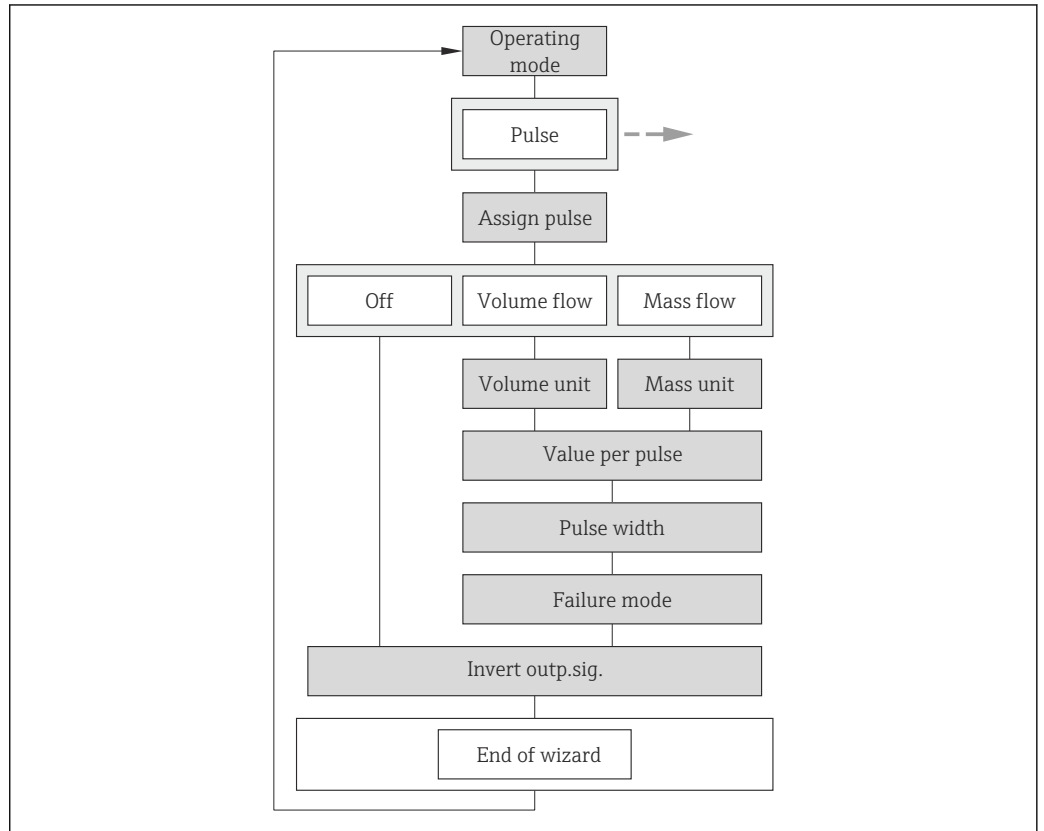 Operating
mode
Pulse
Assign pulse
Off
Volume flow
Mass flow
Volume unit
Mass unit
Value per pulse
Pulse width
Failure mode
Invert outp.sig.
End of wizard